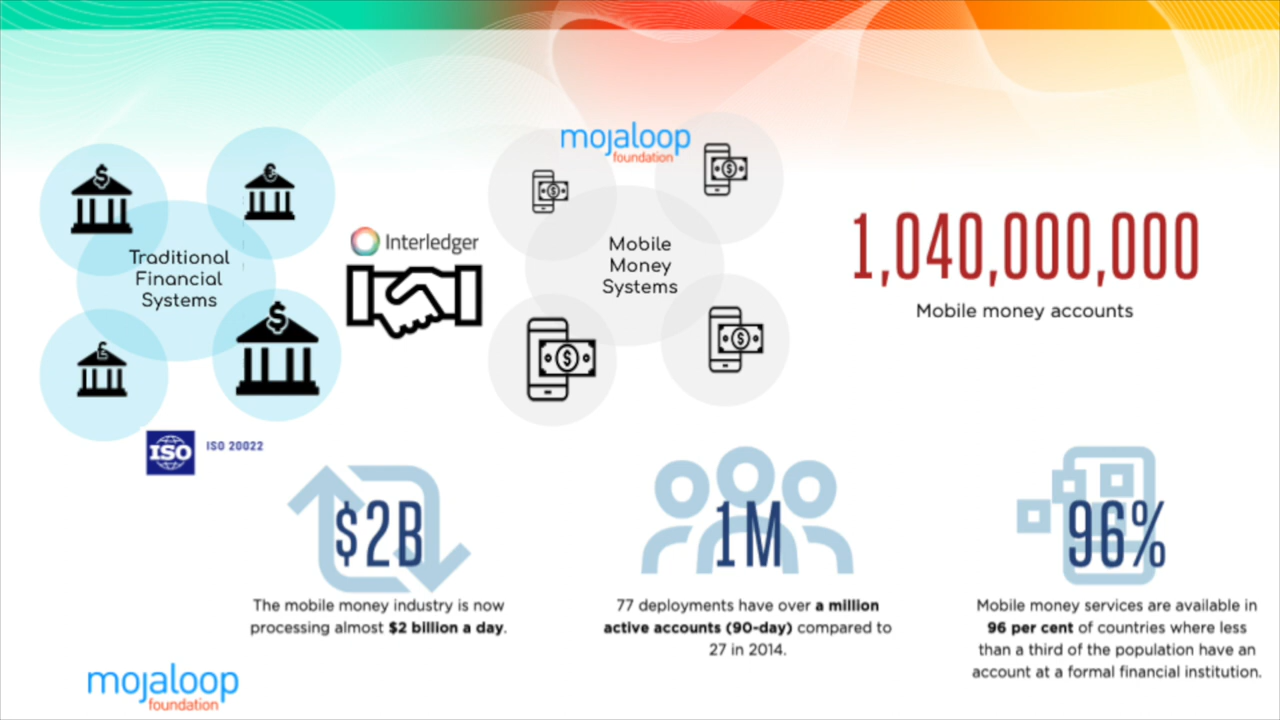 mojaloop
foundation
Traditional
Financial
Systems
Interledger
Mobile
Money
Systems
1,040,000,000
Mobile money accounts
ISO
ISO 20022
$2B
The mobile money industry is now
processing almost $2 billion a day.
1M
77 deployments have over a million
active accounts (90-day) compared to
27 in 2014.
96%
Mobile money services are available in
96 per cent of countries where less
than a third of the population have an
account at a formal financial institution.
mojaloop
foundation